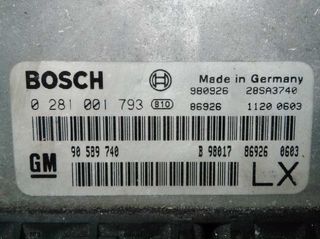 BOSCH
Made in Germany
980926 28SA3740
0 281 001 793 810
86926 1120 0603
GM
90 589 740
B 98017 86926 0603
LX